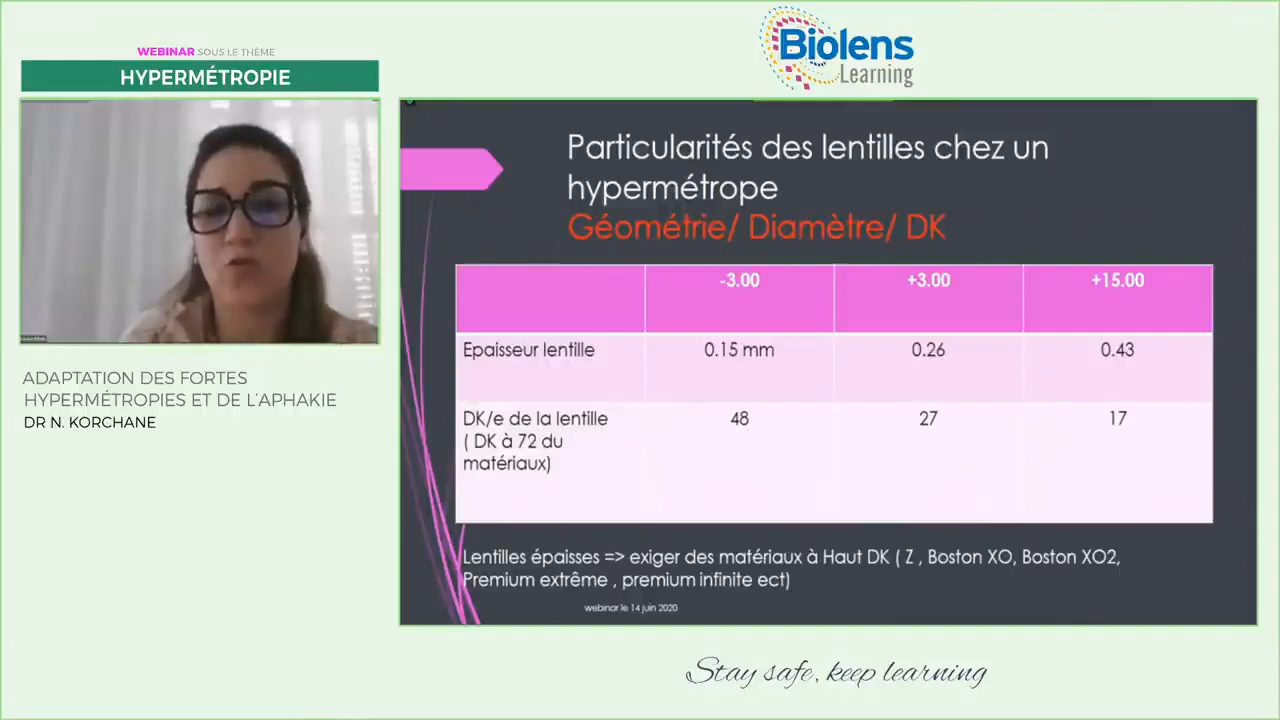 WEBINAR SOUS LE THÈME
HYPERMÉTROPIE
Biolens
Learning
ADAPTATION DES FORTES
HYPERMÉTROPIES ET DE L'APHAKIE
DR N. KORCHANE
Particularités des lentilles chez un
hypermétrope
Géométrie/ Diamètre/ DK
-3.00 +3.00 +15.00
Epaisseur lentille 0.15 mm 0.26 0.43
DK/e de la lentille 48 27 17
( DK à 72 du
matériaux)
Lentilles épaisses => exiger des matériaux à Haut DK ( Z , Boston XO, Boston XO2,
Premium extrême , premium infinite ect)
webinar le 14 juin 2020
Stay safe, keep learning